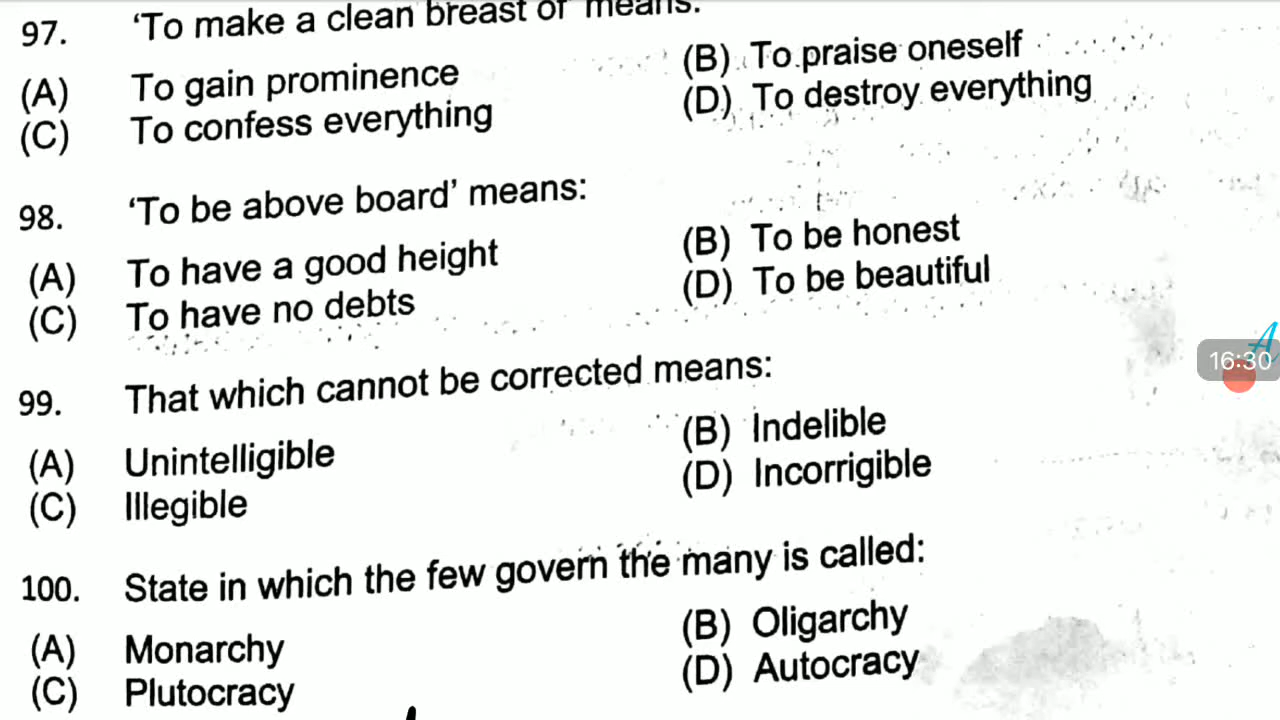 97. 'To make a clean breast of' means:
(A) To gain prominence (B) To praise oneself
(C) To confess everything (D) To destroy everything
98. 'To be above board' means:
(A) To have a good height (B) To be honest
(C) To have no debts (D) To be beautiful
99. That which cannot be corrected means:
(A) Unintelligible (B) Indelible
(C) Illegible (D) Incorrigible
16:30
100. State in which the few govern the many is called:
(A) Monarchy (B) Oligarchy
(C) Plutocracy (D) Autocracy